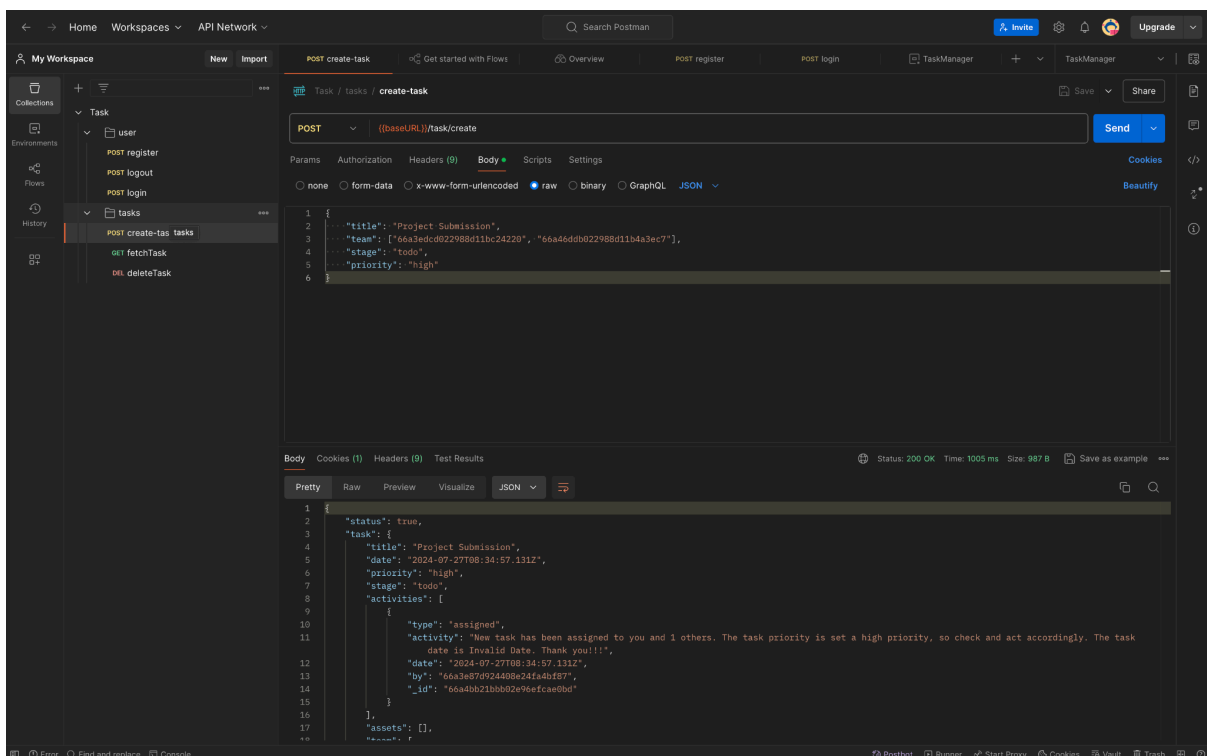 Home Workspaces API Network Search Postman Invite Upgrade
My Workspace New Import POST create-task Get started with Flows Overview POST register POST login TaskManager TaskManager
Collections
Environments
Flows
History
Task
user
POST register
POST logout
POST login
tasks
POST create-tas tasks
GET fetchTask
DEL deleteTask
HTTP Task / tasks / create-task Save Share
POST {{baseURL}}/task/create Send
Params Authorization Headers (9) Body Scripts Settings Cookies
none form-data x-www-form-urlencoded raw binary GraphQL JSON Beautify
1 {
2 "title": "Project Submission",
3 "team": ["66a3edcd022988d11bc24220", "66a46ddb022988d11b4a3ec7"],
4 "stage": "todo",
5 "priority": "high"
6 }
Body Cookies (1) Headers (9) Test Results Status: 200 OK Time: 1005 ms Size: 987 B Save as example
Pretty Raw Preview Visualize JSON
1 {
2 "status": true,
3 "task": {
4 "title": "Project Submission",
5 "date": "2024-07-27T08:34:57.131Z",
6 "priority": "high",
7 "stage": "todo",
8 "activities": [
9 {
10 "type": "assigned",
11 "activity": "New task has been assigned to you and 1 others. The task priority is set a high priority, so check and act accordingly. The task
date is Invalid Date. Thank you!!!",
12 "date": "2024-07-27T08:34:57.131Z",
13 "by": "66a3e87d924408e24fa4bf87",
14 "_id": "66a4bb21bbb02e96efcae0bd"
15 }
16 ],
17 "assets": [],
18 "team": [
Error Find and replace Console Postbot Runner Start Proxy Cookies Vault Trash